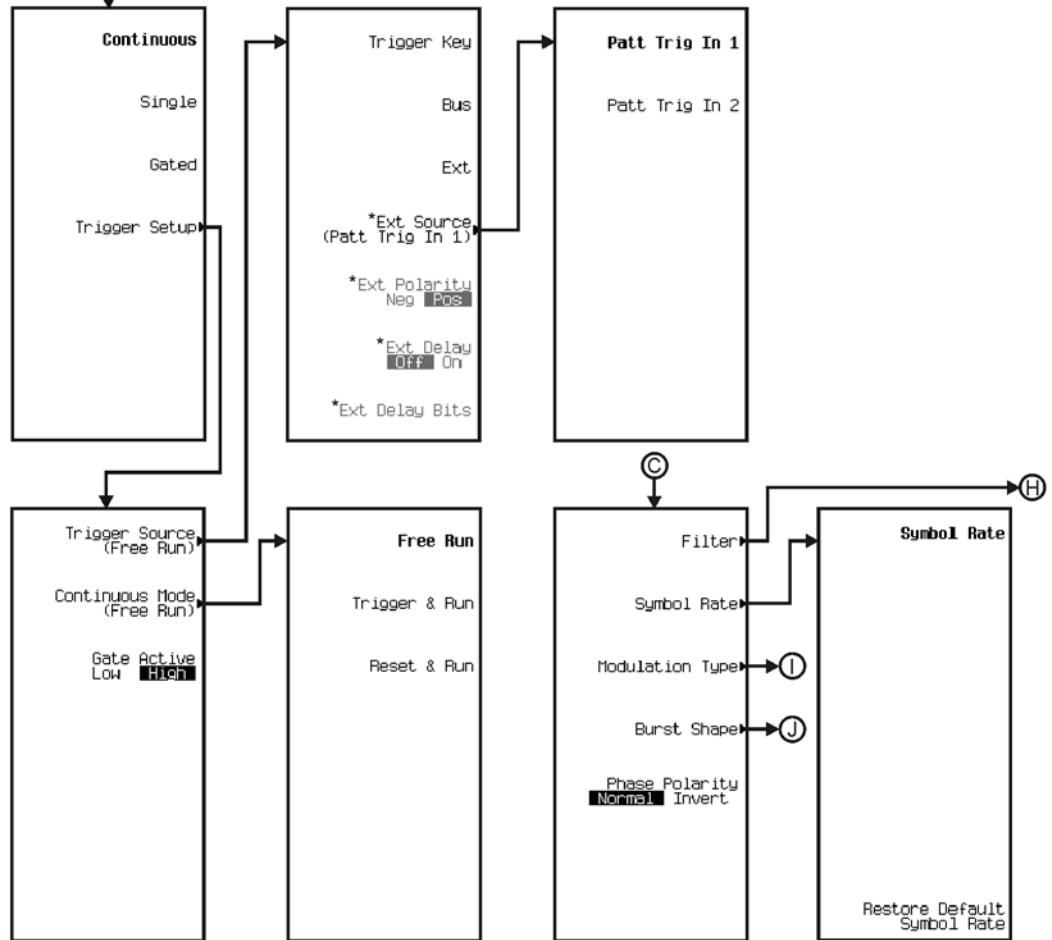 Continuous
Single
Gated
Trigger Setup
Trigger Key
Bus
Ext
*Ext Source
(Patt Trig In 1)
*Ext Polarity
Neg Pos
*Ext Delay
Off On
*Ext Delay Bits
Patt Trig In 1
Patt Trig In 2
Trigger Source
(Free Run)
Continuous Mode
(Free Run)
Gate Active
Low High
Free Run
Trigger & Run
Reset & Run
C
Filter
Symbol Rate
Modulation Type
Burst Shape
Phase Polarity
Normal Invert
H
I
J
Symbol Rate
Restore Default
Symbol Rate